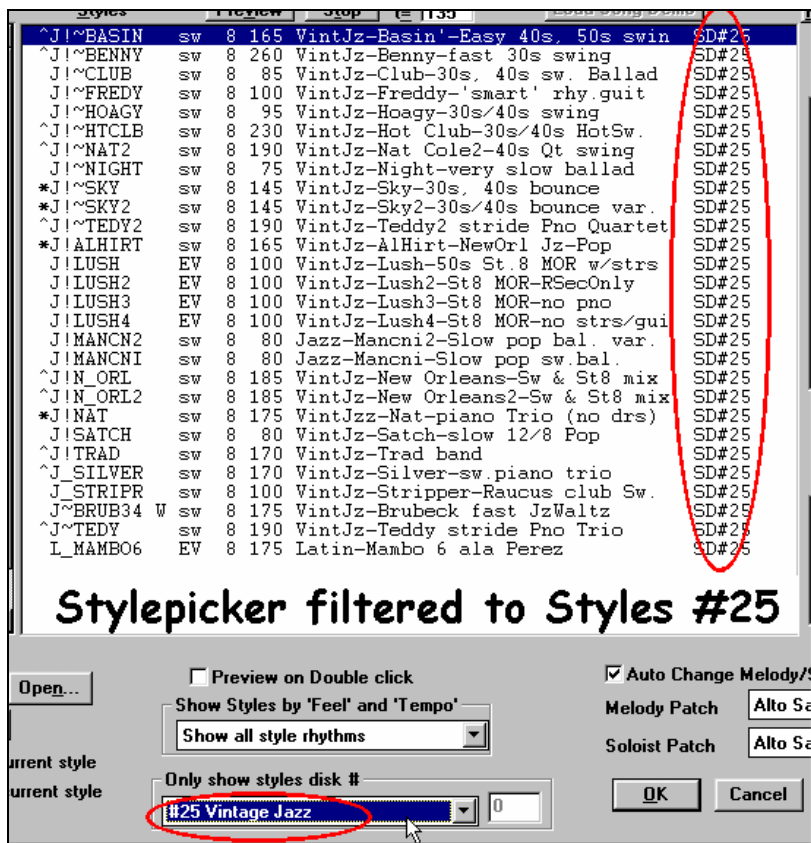 Styles Preview Stop (= 135 Load Song Demo
^J!~BASIN sw 8 165 VintJz-Basin'-Easy 40s, 50s swin SD#25
^J!~BENNY sw 8 260 VintJz-Benny-fast 30s swing SD#25
J!~CLUB sw 8 85 VintJz-Club-30s, 40s sw. Ballad SD#25
J!~FREDY sw 8 100 VintJz-Freddy-'smart' rhy.guit SD#25
J!~HOAGY sw 8 95 VintJz-Hoagy-30s/40s swing SD#25
^J!~HTCLB sw 8 230 VintJz-Hot Club-30s/40s HotSw. SD#25
^J!~NAT2 sw 8 190 VintJz-Nat Cole2-40s Qt swing SD#25
J!~NIGHT sw 8 75 VintJz-Night-very slow ballad SD#25
*J!~SKY sw 8 145 VintJz-Sky-30s, 40s bounce SD#25
*J!~SKY2 sw 8 145 VintJz-Sky2-30s/40s bounce var. SD#25
^J!~TEDY2 sw 8 190 VintJz-Teddy2 stride Pno Quartet SD#25
*J!ALHIRT sw 8 165 VintJz-AlHirt-NewOrl Jz-Pop SD#25
J!LUSH EV 8 100 VintJz-Lush-50s St.8 MOR w/strs SD#25
J!LUSH2 EV 8 100 VintJz-Lush2-St8 MOR-RSecOnly SD#25
J!LUSH3 EV 8 100 VintJz-Lush3-St8 MOR-no pno SD#25
J!LUSH4 EV 8 100 VintJz-Lush4-St8 MOR-no strs/gui SD#25
J!MANCN2 sw 8 80 Jazz-Mancni2-Slow pop bal. var. SD#25
J!MANCNI sw 8 80 Jazz-Mancni-Slow pop sw.bal. SD#25
^J!N_ORL sw 8 185 VintJz-New Orleans-Sw & St8 mix SD#25
^J!N_ORL2 sw 8 185 VintJz-New Orleans2-Sw & St8 mix SD#25
*J!NAT sw 8 175 VintJzz-Nat-piano Trio (no drs) SD#25
J!SATCH sw 8 80 VintJz-Satch-slow 12/8 Pop SD#25
^J!TRAD sw 8 170 VintJz-Trad band SD#25
^J_SILVER sw 8 170 VintJz-Silver-sw.piano trio SD#25
J_STRIPR sw 8 100 VintJz-Stripper-Raucus club Sw. SD#25
J~BRUB34 W sw 8 175 VintJz-Brubeck fast JzWaltz SD#25
^J~TEDY sw 8 190 VintJz-Teddy stride Pno Trio SD#25
L_MAMBO6 EV 8 175 Latin-Mambo 6 ala Perez SD#25
Stylepicker filtered to Styles #25
Open...
Preview on Double click
Auto Change Melody/S
Show Styles by 'Feel' and 'Tempo'
Melody Patch Alto Sa
Show all style rhythms
Soloist Patch Alto Sa
urrent style
Only show styles disk #
urrent style
#25 Vintage Jazz 0
OK Cancel